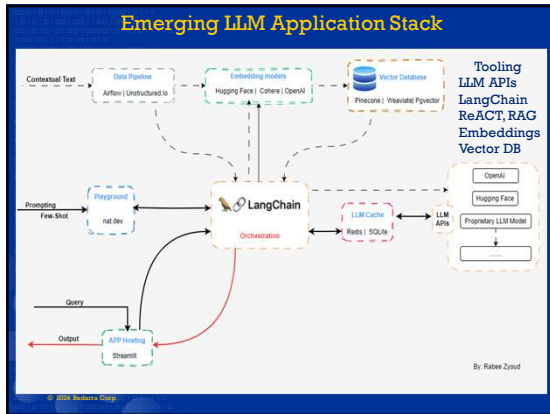 Emerging LLM Application Stack
Contextual Text
Data Pipeline
Airflow | Unstructured.io
Embedding models
Hugging Face | Cohere | OpenAI
Vector Database
Pinecone | Weaviate| Pgvector
Tooling
LLM APIs
LangChain
ReACT, RAG
Embeddings
Vector DB
Prompting
Few-Shot
Playground
nat.dev
LangChain
Orchestration
LLM Cache
Redis | SQLite
LLM
APIs
OpenAI
Hugging Face
Proprietary LLM Model
.......
Query
Output
APP Hosting
Streamlit
By: Rabee Zyoud
© 2024 Bederra Corp